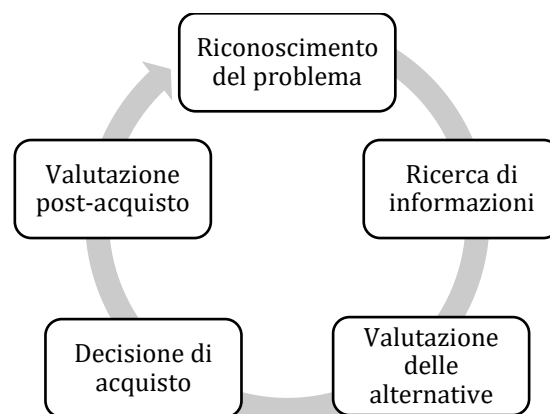 Riconoscimento
del problema
Ricerca di
informazioni
Valutazione
delle
alternative
Decisione di
acquisto
Valutazione
post-acquisto